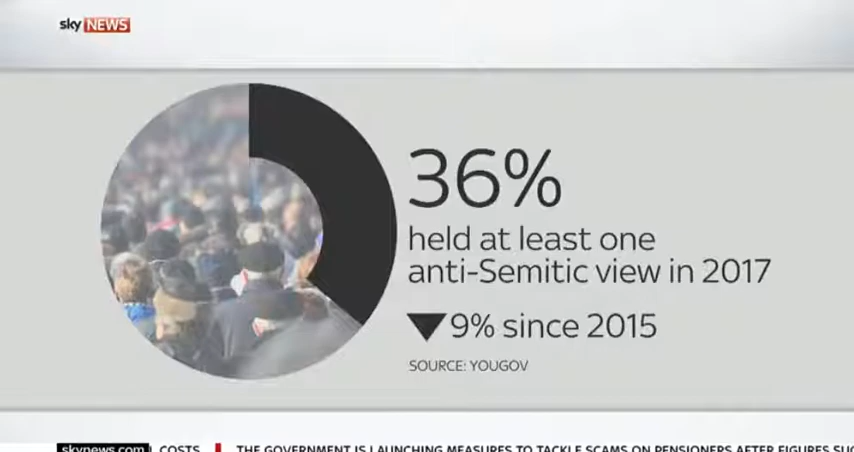 sky NEWS
36%
held at least one
anti-Semitic view in 2017
▼9% since 2015
SOURCE: YOUGOV
skynews.com COSTS THE GOVERNMENT IS LAUNCHING MEASURES TO TACKLE SCAMS ON PENSIONERS AFTER FIGURES